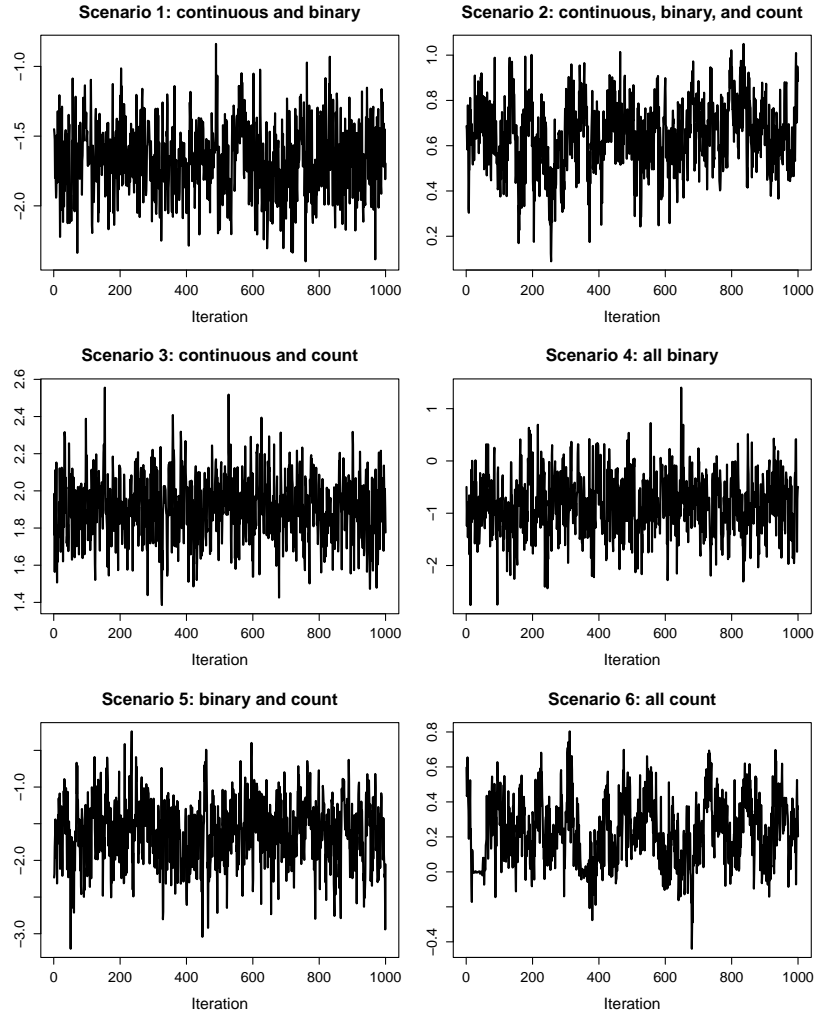 Scenario 1: continuous and binary
−1.0
−1.5
−2.0
0 200 400 600 800 1000
Iteration
Scenario 2: continuous, binary, and count
1.0
0.8
0.6
0.4
0.2
0 200 400 600 800 1000
Iteration
Scenario 3: continuous and count
2.6
2.4
2.2
2.0
1.8
1.6
1.4
0 200 400 600 800 1000
Iteration
Scenario 4: all binary
1
0
−1
−2
0 200 400 600 800 1000
Iteration
Scenario 5: binary and count
−1.0
−2.0
−3.0
0 200 400 600 800 1000
Iteration
Scenario 6: all count
0.8
0.6
0.4
0.2
0.0
−0.4
0 200 400 600 800 1000
Iteration